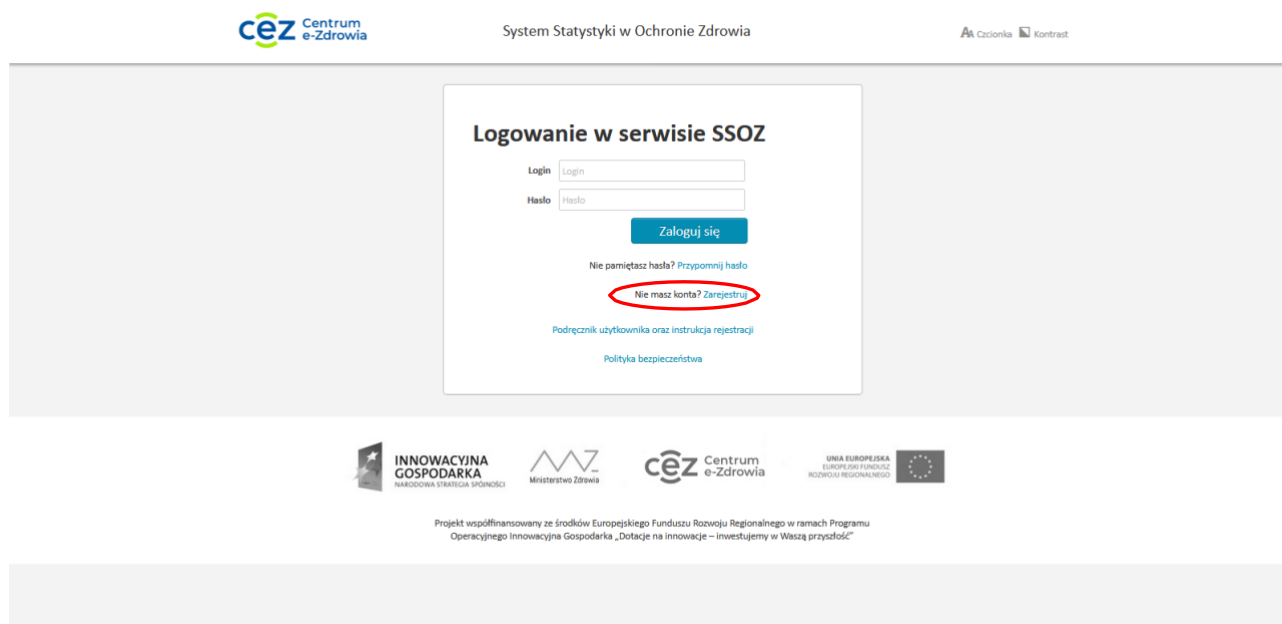 cez Centrum
e-Zdrowia
System Statystyki w Ochronie Zdrowia
AA Czcionka Kontrast
Logowanie w serwisie SSOZ
Login Login
Hasło Hasło
Zaloguj się
Nie pamiętasz hasła? Przypomnij hasło
Nie masz konta? Zarejestruj
Podręcznik użytkownika oraz instrukcja rejestracji
Polityka bezpieczeństwa
INNOWACYJNA
GOSPODARKA
NARODOWA STRATEGIA SPÓJNOŚCI
Ministerstwo Zdrowia
cez Centrum
e-Zdrowia
UNIA EUROPEJSKA
EUROPEJSKI FUNDUSZ
ROZWOJU REGIONALNEGO
Projekt współfinansowany ze środków Europejskiego Funduszu Rozwoju Regionalnego w ramach Programu
Operacyjnego Innowacyjna Gospodarka „Dotacje na innowacje – inwestujemy w Waszą przyszłość”